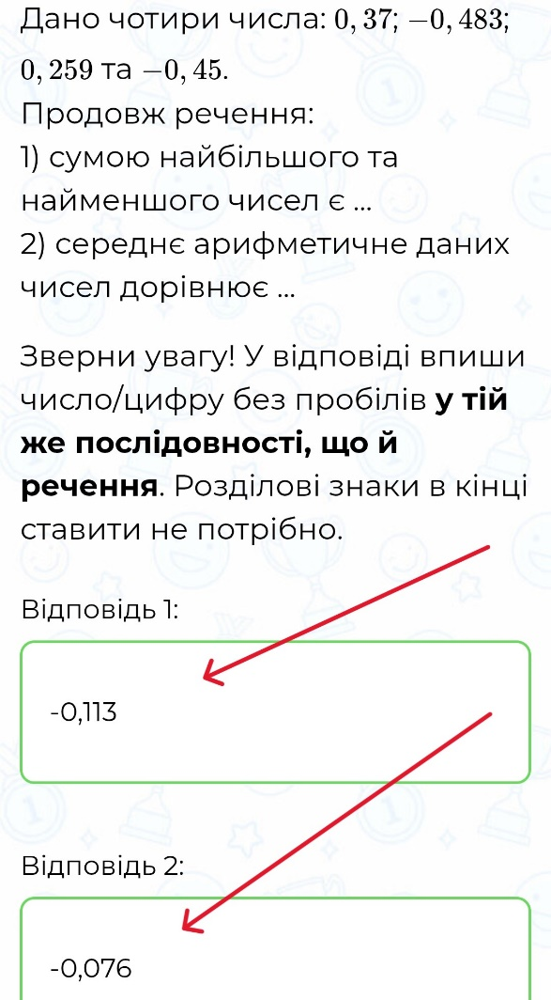 Дано чотири числа: 0, 37; −0, 483;
0, 259 та −0, 45.
Продовж речення:
1) сумою найбільшого та
найменшого чисел є ...
2) середнє арифметичне даних
чисел дорівнює ...
Зверни увагу! У відповіді впиши
число/цифру без пробілів у тій
же послідовності, що й
речення. Розділові знаки в кінці
ставити не потрібно.
Відповідь 1:
-0,113
Відповідь 2:
-0,076